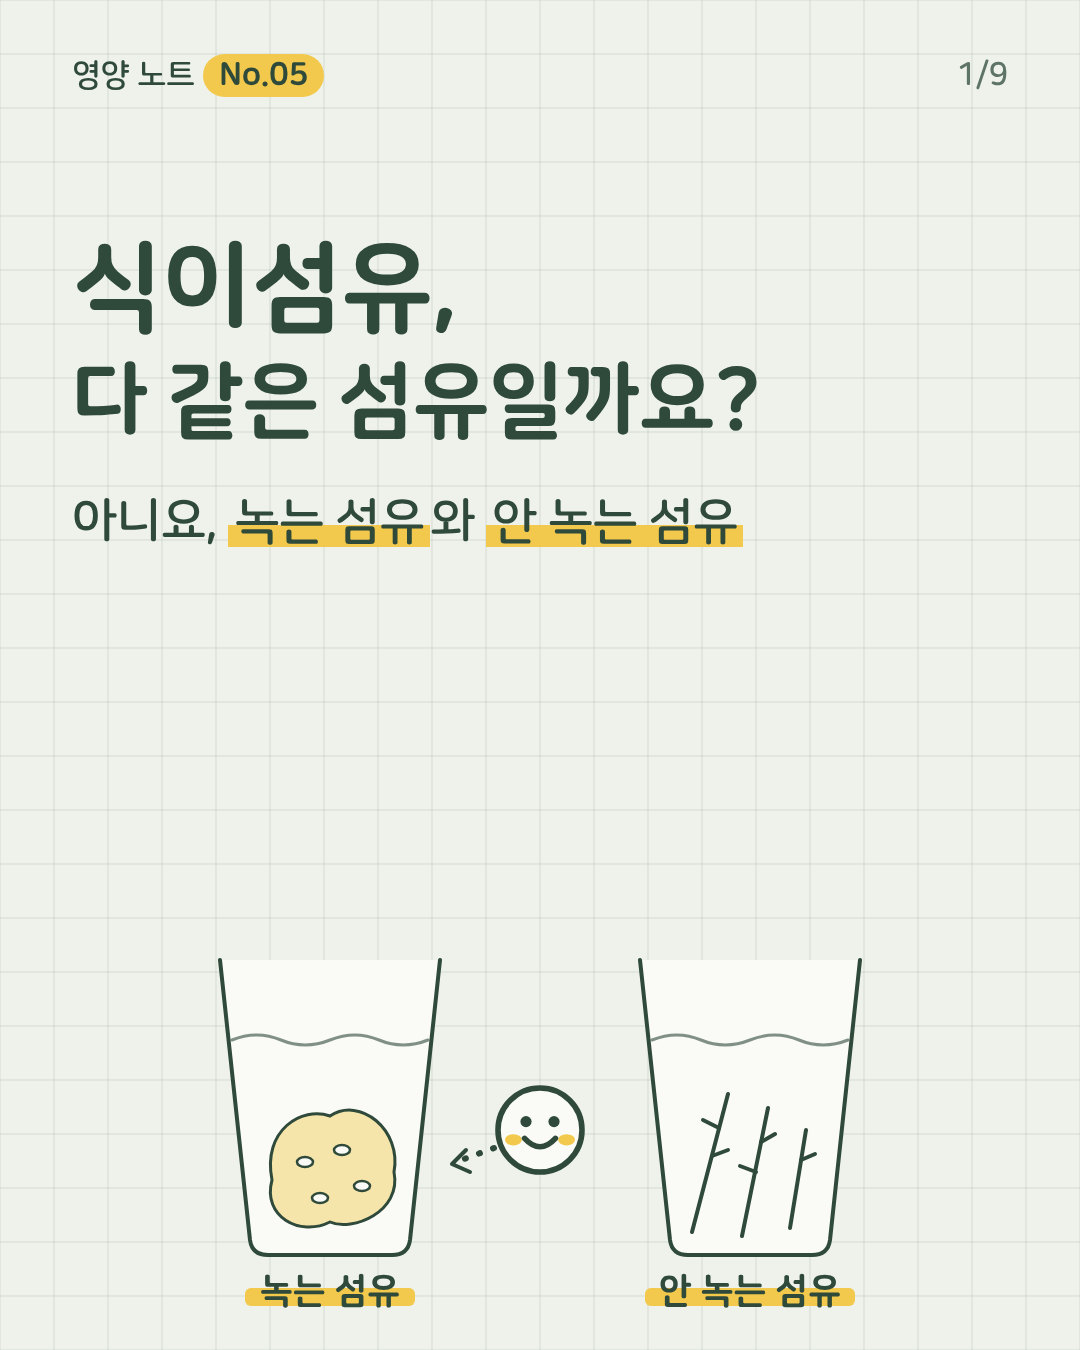 영양 노트 No.05
1/9
식이섬유,
다 같은 섬유일까요?
아니요, 녹는 섬유와 안 녹는 섬유
녹는 섬유
안 녹는 섬유